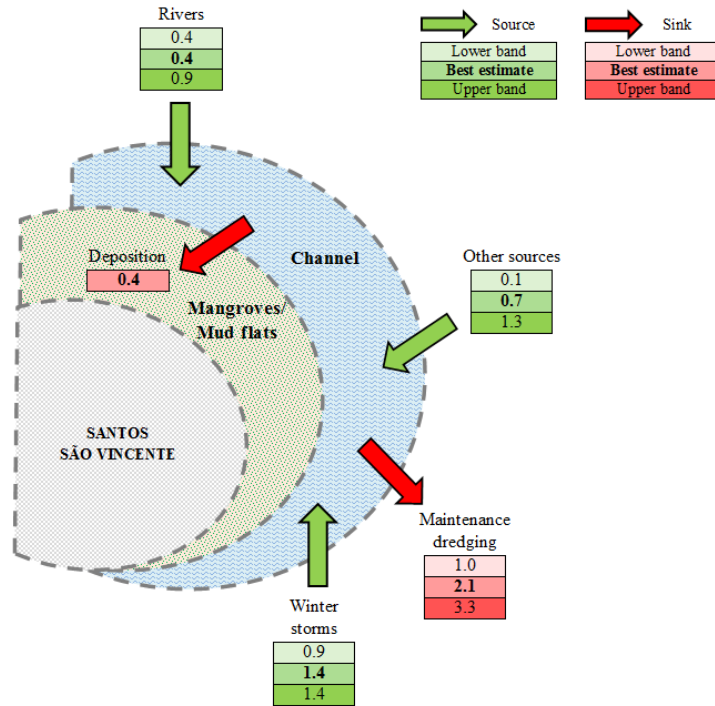 Rivers
0.4
0.4
0.9
Source
Lower band
Best estimate
Upper band
Sink
Lower band
Best estimate
Upper band
Deposition
0.4
Channel
Mangroves/
Mud flats
Other sources
0.1
0.7
1.3
SANTOS
SÃO VINCENTE
Maintenance
dredging
1.0
2.1
3.3
Winter
storms
0.9
1.4
1.4